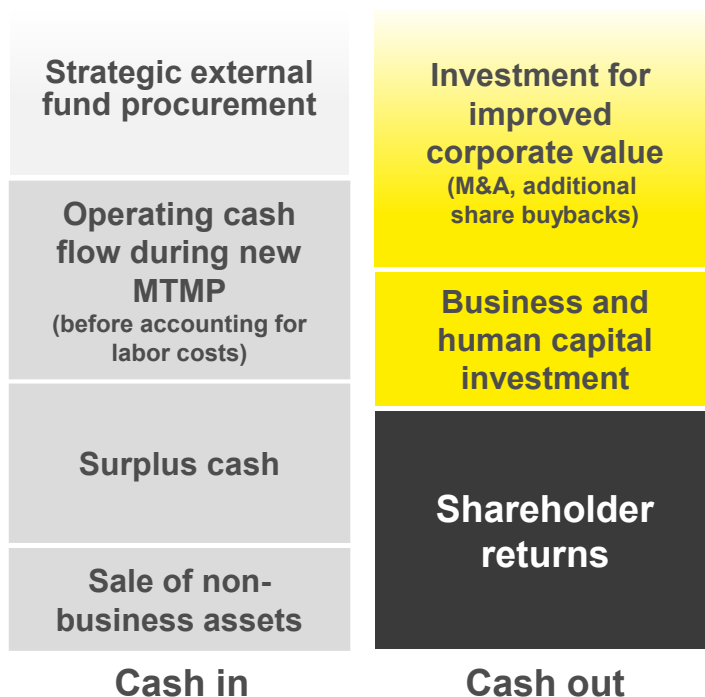 Strategic external
fund procurement
Operating cash
flow during new
MTMP
(before accounting for
labor costs)
Surplus cash
Sale of non-
business assets
Cash in
Investment for
improved
corporate value
(M&A, additional
share buybacks)
Business and
human capital
investment
Shareholder
returns
Cash out